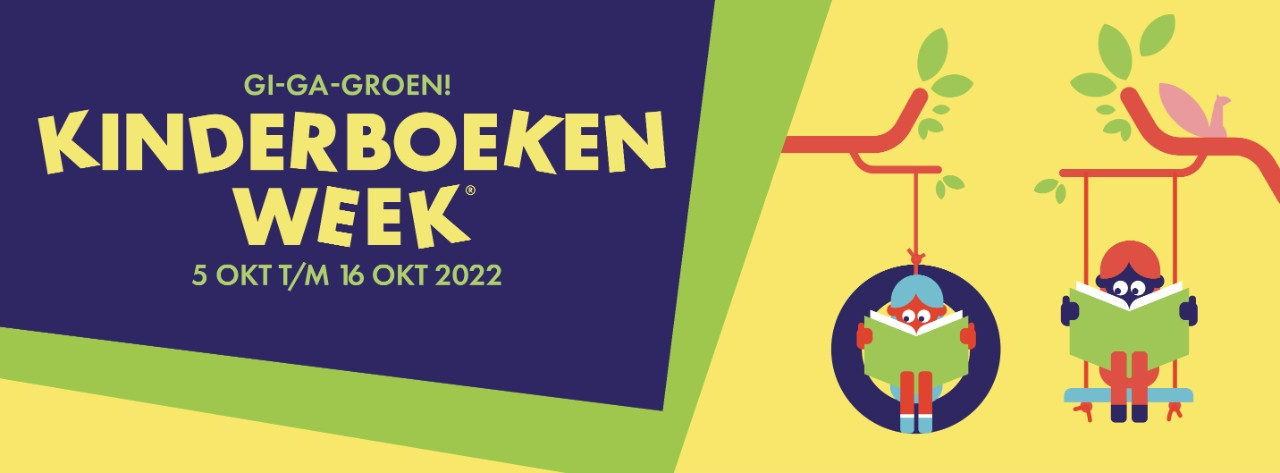 GI-GA-GROEN!
KINDERBOEKEN
WEEK®
5 OKT T/M 16 OKT 2022